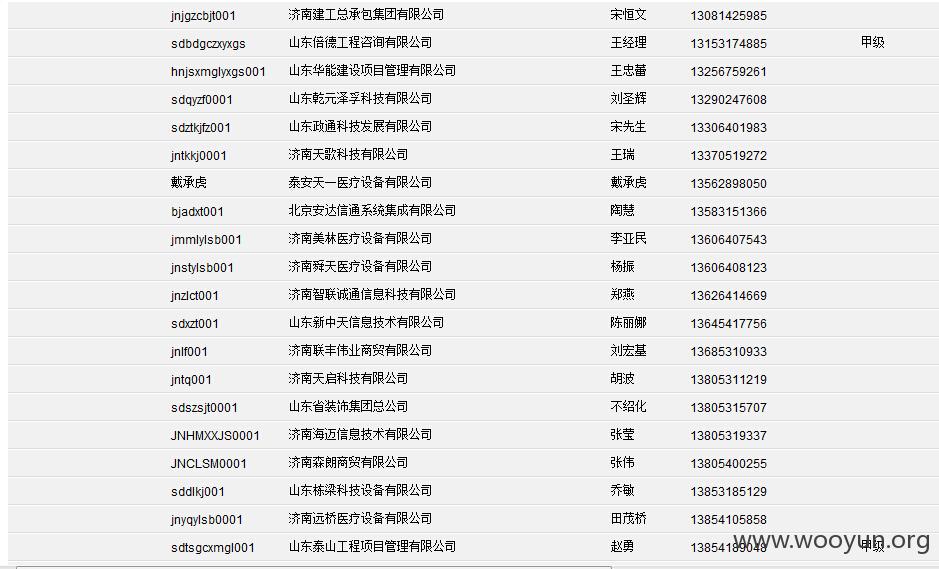 jnjgzcbjt001 济南建工总承包集团有限公司 宋恒文 13081425985
sdbdgczxyxgs 山东倍德工程咨询有限公司 王经理 13153174885 甲级
hnjsxmglyxgs001 山东华能建设项目管理有限公司 王忠蕾 13256759261
sdqyzf0001 山东乾元泽孚科技有限公司 刘圣辉 13290247608
sdztkjfz001 山东政通科技发展有限公司 宋先生 13306401983
jntkkj0001 济南天歌科技有限公司 王瑞 13370519272
戴承虎 泰安天一医疗设备有限公司 戴承虎 13562898050
bjadxt001 北京安达信通系统集成有限公司 陶慧 13583151366
jmmlylsb001 济南美林医疗设备有限公司 李亚民 13606407543
jnstylsb001 济南舜天医疗设备有限公司 杨振 13606408123
jnzlct001 济南智联诚通信息科技有限公司 郑燕 13626414669
sdxzt001 山东新中天信息技术有限公司 陈丽娜 13645417756
jnlf001 济南联丰伟业商贸有限公司 刘宏基 13685310933
jntq001 济南天启科技有限公司 胡波 13805311219
sdszsjt0001 山东省装饰集团总公司 不绍化 13805315707
JNHMXXJS0001 济南海迈信息技术有限公司 张莹 13805319337
JNCLSM0001 济南森朗商贸有限公司 张伟 13805400255
sddlkj001 山东栋梁科技设备有限公司 乔敏 13853185129
jnyqylsb0001 济南远桥医疗设备有限公司 田茂桥 13854105858
sdtsgcxmgl001 山东泰山工程项目管理有限公司 赵勇 13854189048 甲级
www.wooyun.org